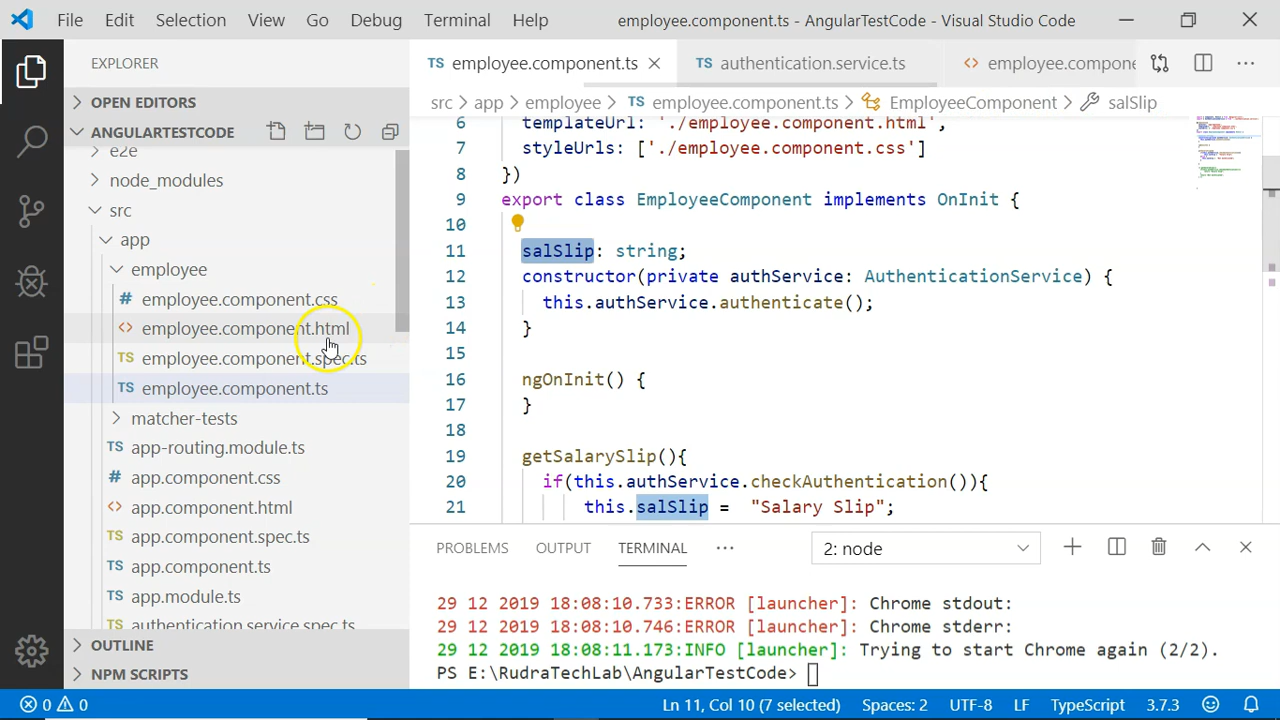 File Edit Selection View Go Debug Terminal Help employee.component.ts - AngularTestCode - Visual Studio Code
EXPLORER
OPEN EDITORS
ANGULARTESTCODE
e2e
node_modules
src
app
employee
# employee.component.css
<> employee.component.html
TS employee.component.spec.ts
TS employee.component.ts
matcher-tests
TS app-routing.module.ts
# app.component.css
<> app.component.html
TS app.component.spec.ts
TS app.component.ts
TS app.module.ts
authentication.service.spec.ts
OUTLINE
NPM SCRIPTS
TS employee.component.ts TS authentication.service.ts <> employee.compone
src app employee TS employee.component.ts EmployeeComponent salSlip
6 templateUrl: './employee.component.html'
7 styleUrls: ['./employee.component.css']
8 })
9 export class EmployeeComponent implements OnInit {
10
11 salSlip: string;
12 constructor(private authService: AuthenticationService) {
13 this.authService.authenticate();
14 }
15
16 ngOnInit() {
17 }
18
19 getSalarySlip(){
20 if(this.authService.checkAuthentication()){
21 this.salSlip = "Salary Slip";
PROBLEMS OUTPUT TERMINAL ··· 2: node
29 12 2019 18:08:10.733:ERROR [launcher]: Chrome stdout:
29 12 2019 18:08:10.746:ERROR [launcher]: Chrome stderr:
29 12 2019 18:08:11.173:INFO [launcher]: Trying to start Chrome again (2/2).
PS E:\RudraTechLab\AngularTestCode>
0 0 Ln 11, Col 10 (7 selected) Spaces: 2 UTF-8 LF TypeScript 3.7.3